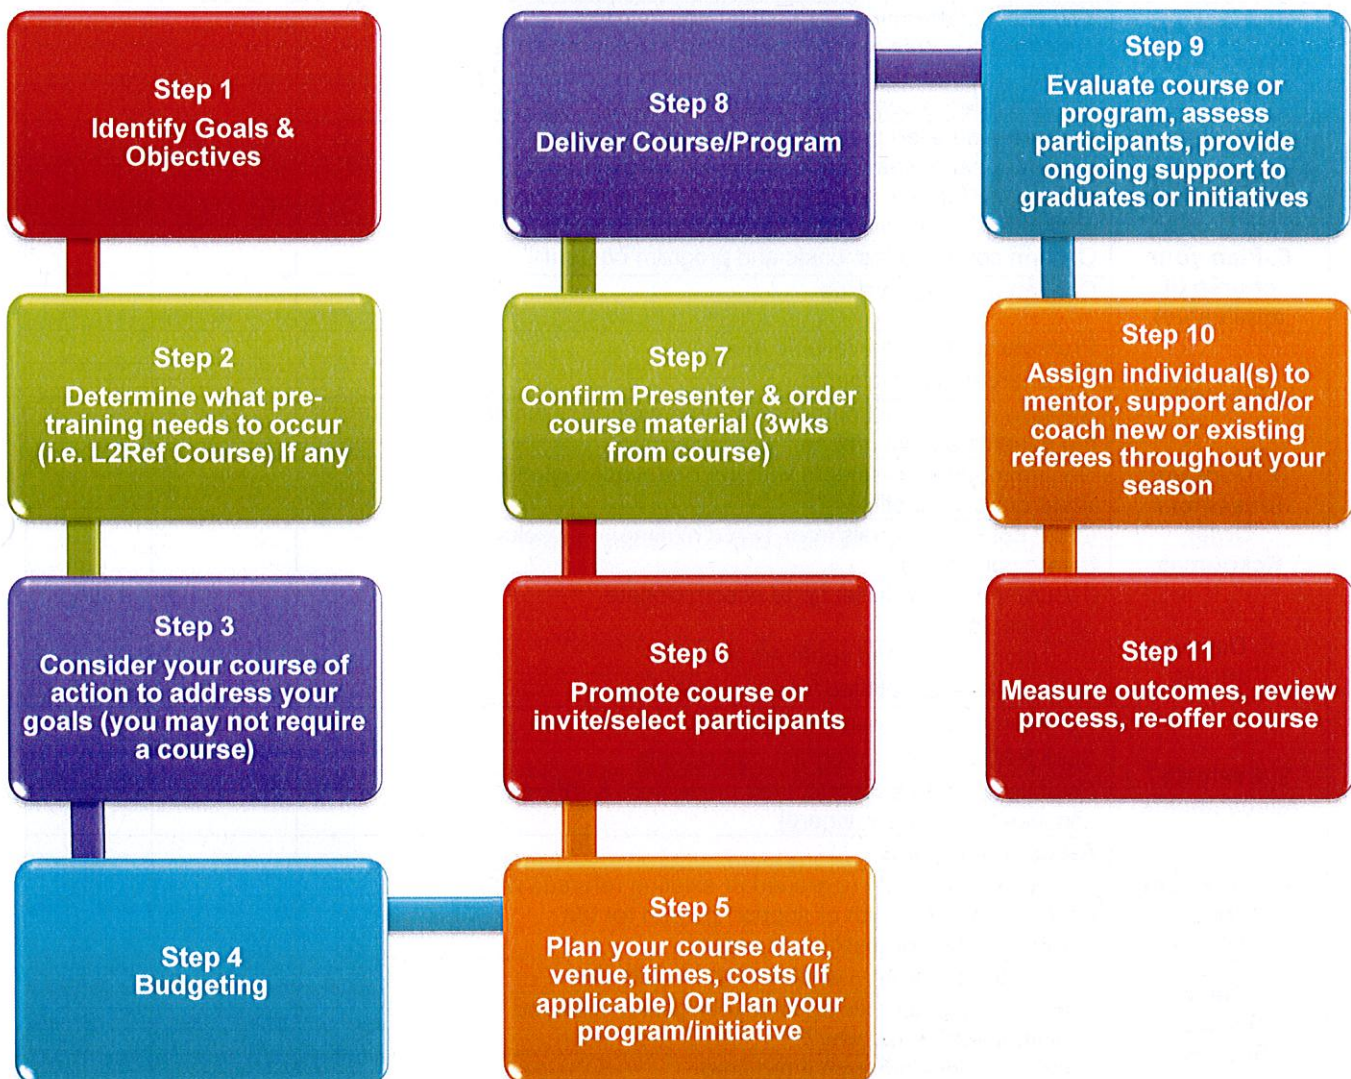 Step 1
Identify Goals &
Objectives
Step 2
Determine what pre-
training needs to occur
(i.e. L2Ref Course) If any
Step 3
Consider your course of
action to address your
goals (you may not require
a course)
Step 4
Budgeting
Step 5
Plan your course date,
venue, times, costs (If
applicable) Or Plan your
program/initiative
Step 6
Promote course or
invite/select participants
Step 7
Confirm Presenter & order
course material (3wks
from course)
Step 8
Deliver Course/Program
Step 9
Evaluate course or
program, assess
participants, provide
ongoing support to
graduates or initiatives
Step 10
Assign individual(s) to
mentor, support and/or
coach new or existing
referees throughout your
season
Step 11
Measure outcomes, review
process, re-offer course